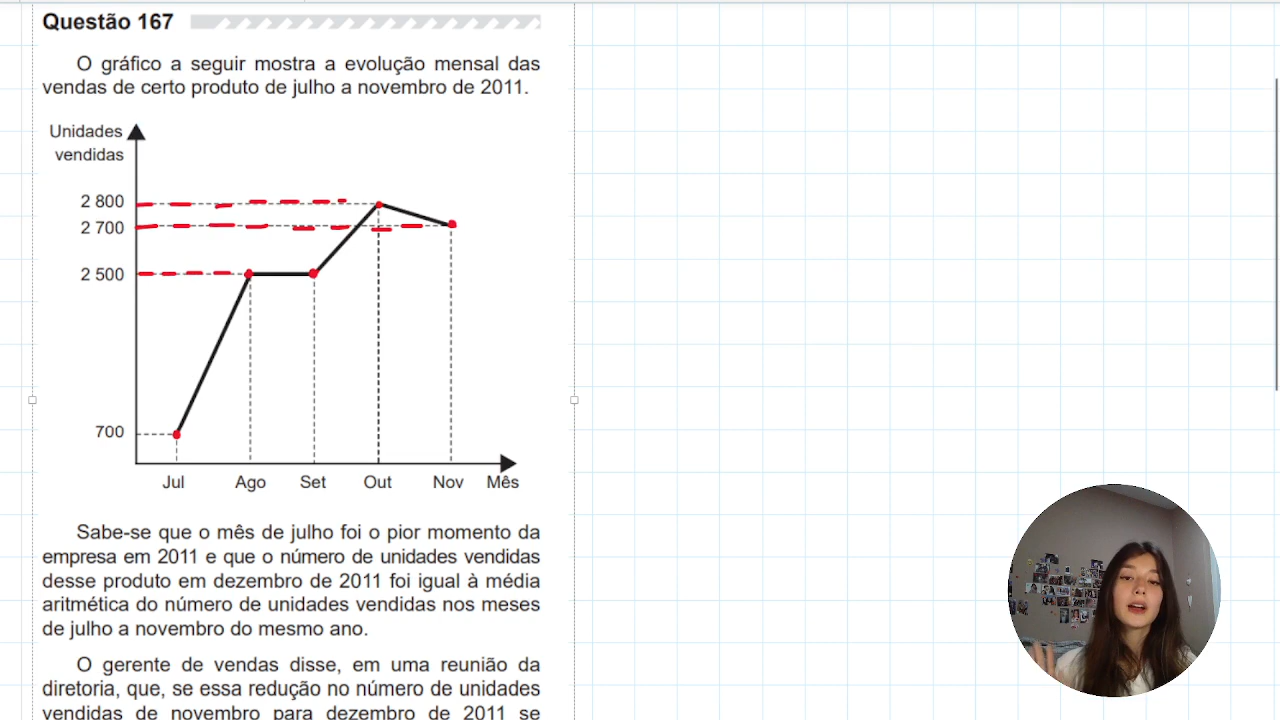 Questão 167
O gráfico a seguir mostra a evolução mensal das
vendas de certo produto de julho a novembro de 2011.
Unidades
vendidas
2 800
2 700
2 500
700
Jul Ago Set Out Nov Mês
Sabe-se que o mês de julho foi o pior momento da
empresa em 2011 e que o número de unidades vendidas
desse produto em dezembro de 2011 foi igual à média
aritmética do número de unidades vendidas nos meses
de julho a novembro do mesmo ano.
O gerente de vendas disse, em uma reunião da
diretoria, que, se essa redução no número de unidades
vendidas de novembro para dezembro de 2011 se